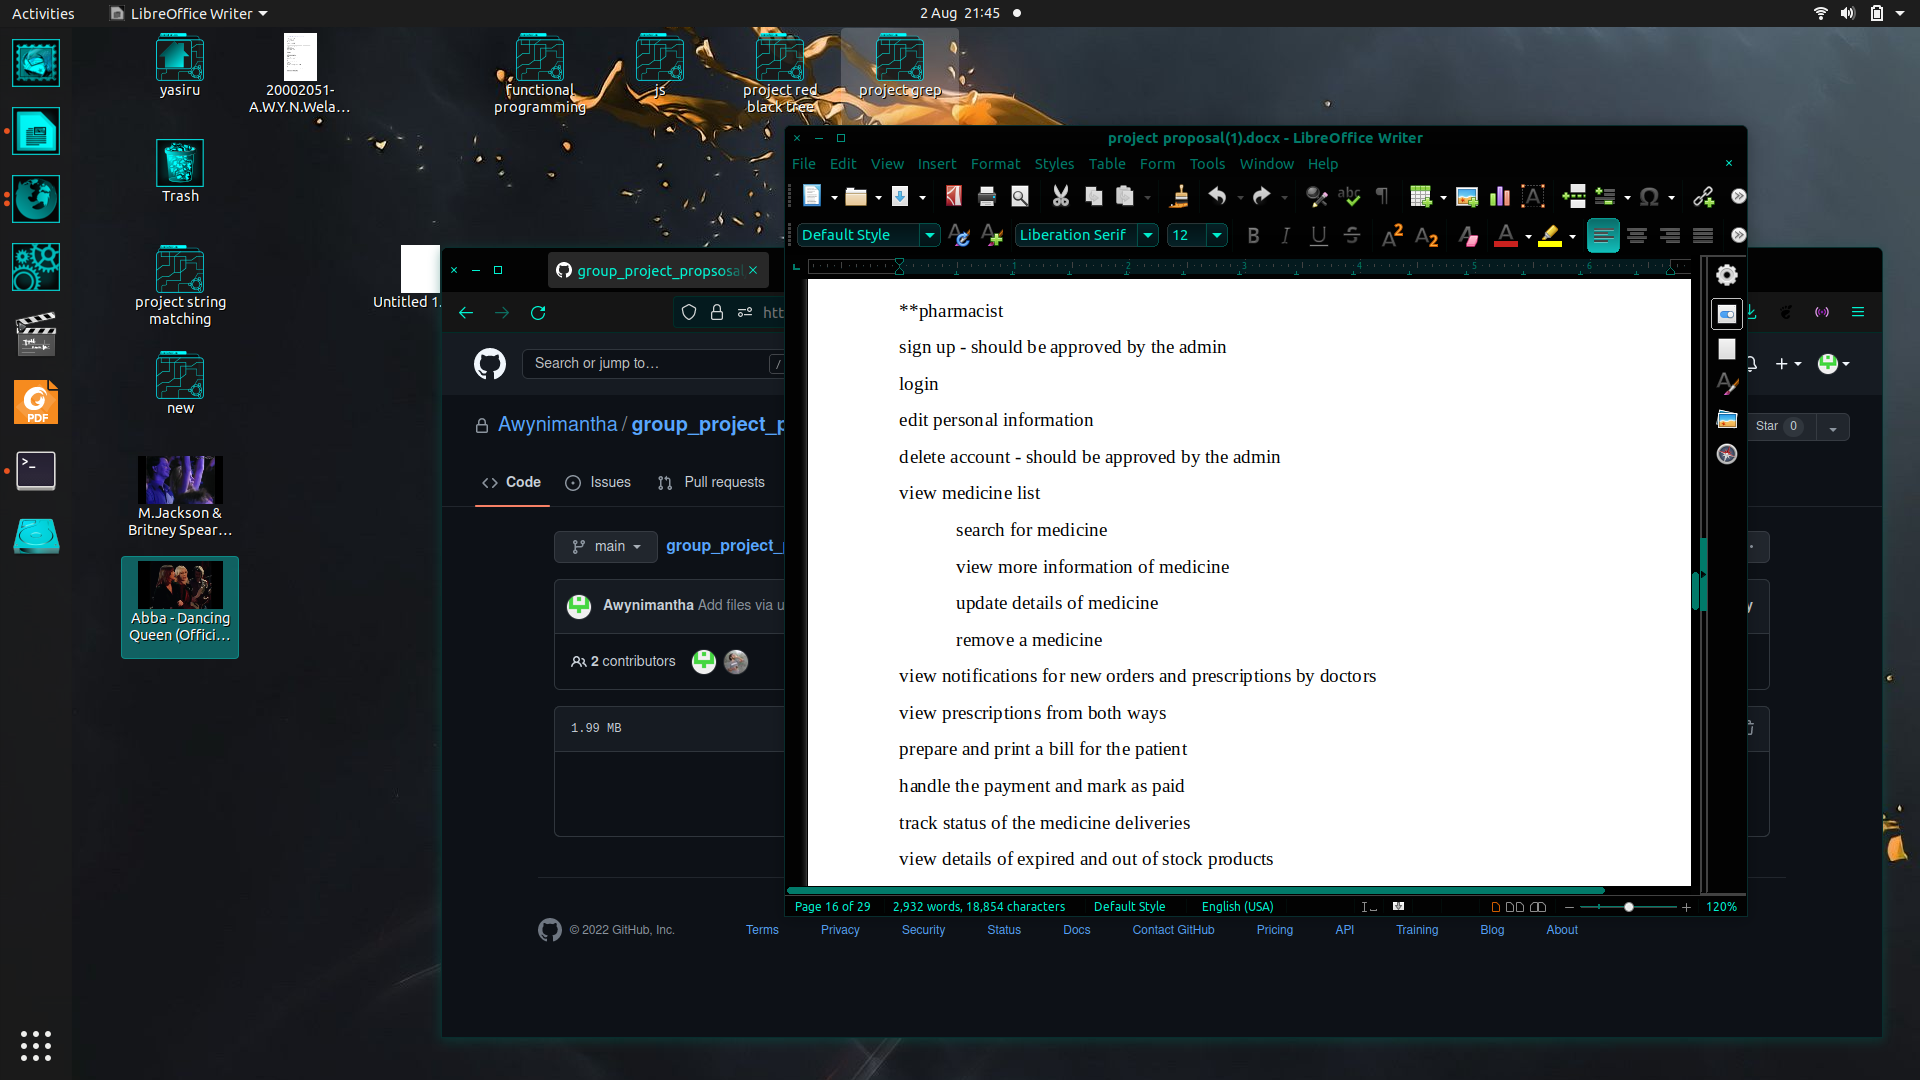 Activities
LibreOffice Writer
2 Aug 21:45
yasiru
20002051-
A.W.Y.N.Wela...
functional
programming
js
project red
black tree
project grep
Trash
project string
matching
new
M.Jackson &
Britney Spear...
Abba - Dancing
Queen (Offici...
Untitled 1.
PDF
project proposal(1).docx - LibreOffice Writer
File Edit View Insert Format Styles Table Form Tools Window Help
Default Style
Liberation Serif
12
1 2 3 4 5 6
**pharmacist
sign up - should be approved by the admin
login
edit personal information
delete account - should be approved by the admin
view medicine list
search for medicine
view more information of medicine
update details of medicine
remove a medicine
view notifications for new orders and prescriptions by doctors
view prescriptions from both ways
prepare and print a bill for the patient
handle the payment and mark as paid
track status of the medicine deliveries
view details of expired and out of stock products
Page 16 of 29
2,932 words, 18,854 characters
Default Style
English (USA)
120%
group_project_propsosal
htt
Search or jump to...
/
Awynimantha / group_project_p
Star 0
Code
Issues
Pull requests
main
group_project_
Awynimantha Add files via u
2 contributors
1.99 MB
© 2022 GitHub, Inc.
Terms
Privacy
Security
Status
Docs
Contact GitHub
Pricing
API
Training
Blog
About